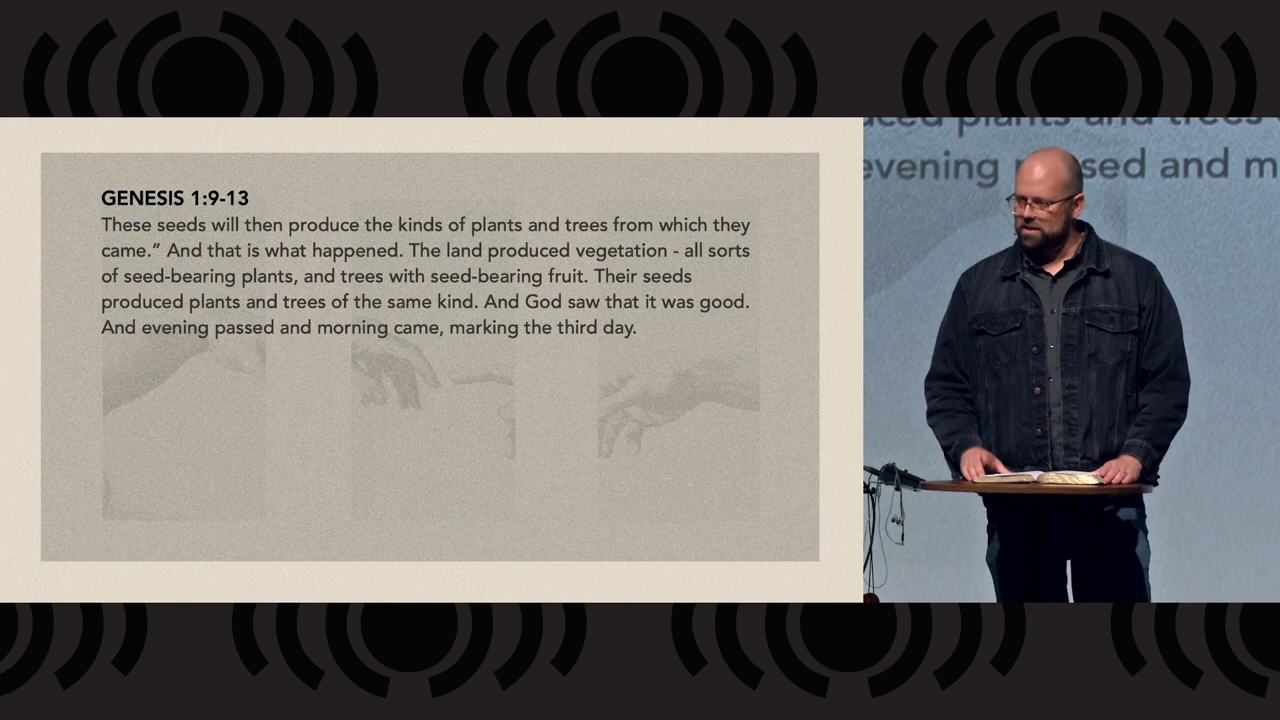 GENESIS 1:9-13
These seeds will then produce the kinds of plants and trees from which they
came.” And that is what happened. The land produced vegetation - all sorts
of seed-bearing plants, and trees with seed-bearing fruit. Their seeds
produced plants and trees of the same kind. And God saw that it was good.
And evening passed and morning came, marking the third day.
plants and trees
evening and